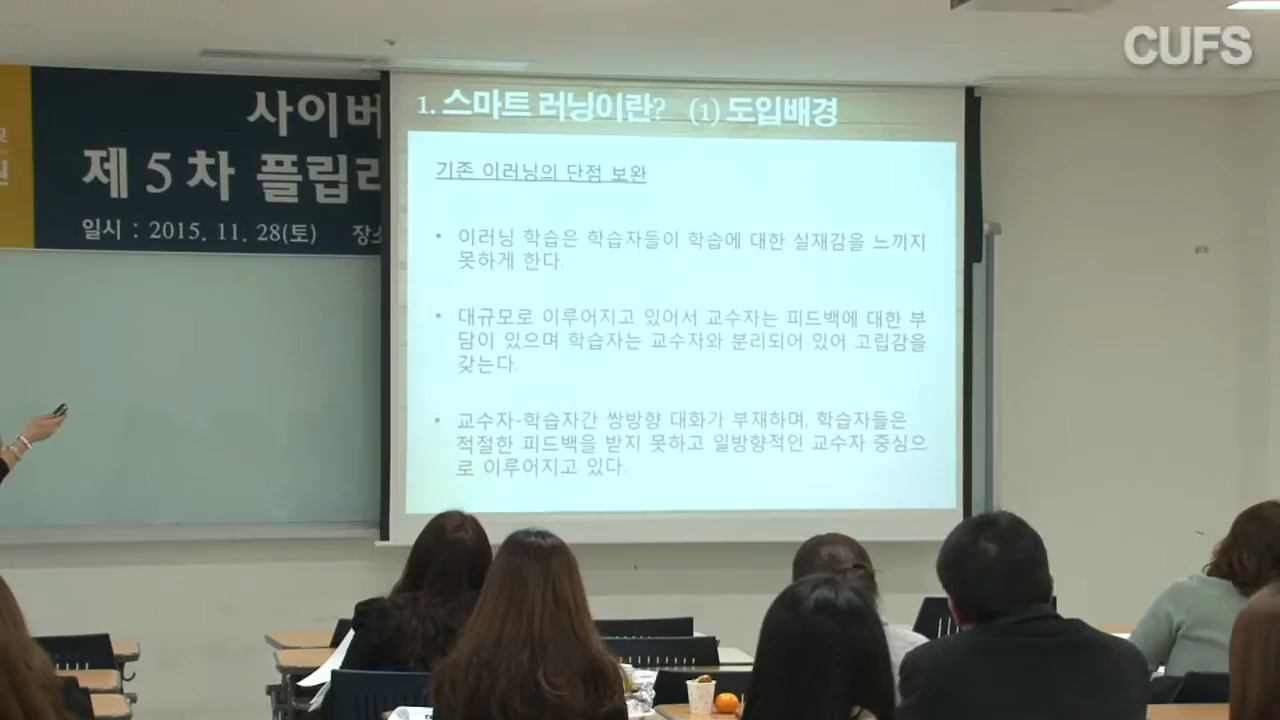 CUFS
사이버
제 5 차 플립러
일시 : 2015. 11. 28(토) 장소
1. 스마트 러닝이란? (1) 도입배경
기존 이러닝의 단점 보완
• 이러닝 학습은 학습자들이 학습에 대한 실재감을 느끼지
못하게 한다.
• 대규모로 이루어지고 있어서 교수자는 피드백에 대한 부
담이 있으며 학습자는 교수자와 분리되어 있어 고립감을
갖는다.
• 교수자-학습자간 쌍방향 대화가 부재하며, 학습자들은
적절한 피드백을 받지 못하고 일방향적인 교수자 중심으
로 이루어지고 있다.